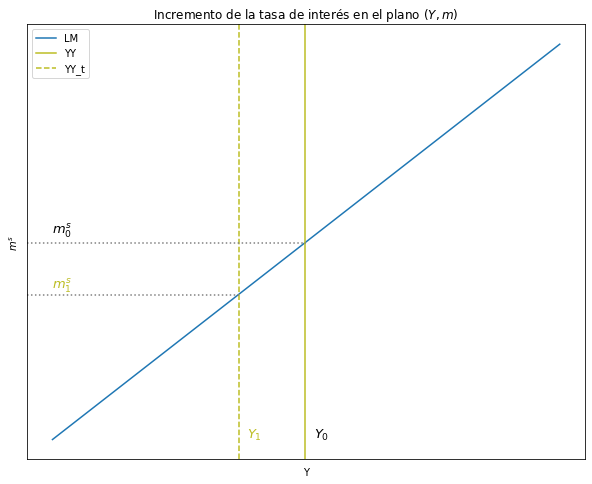 Incremento de la tasa de interés en el plano (Y, m)
LM
YY
YY_t
m₀ˢ
m₁ˢ
mˢ
Y₁
Y₀
Y